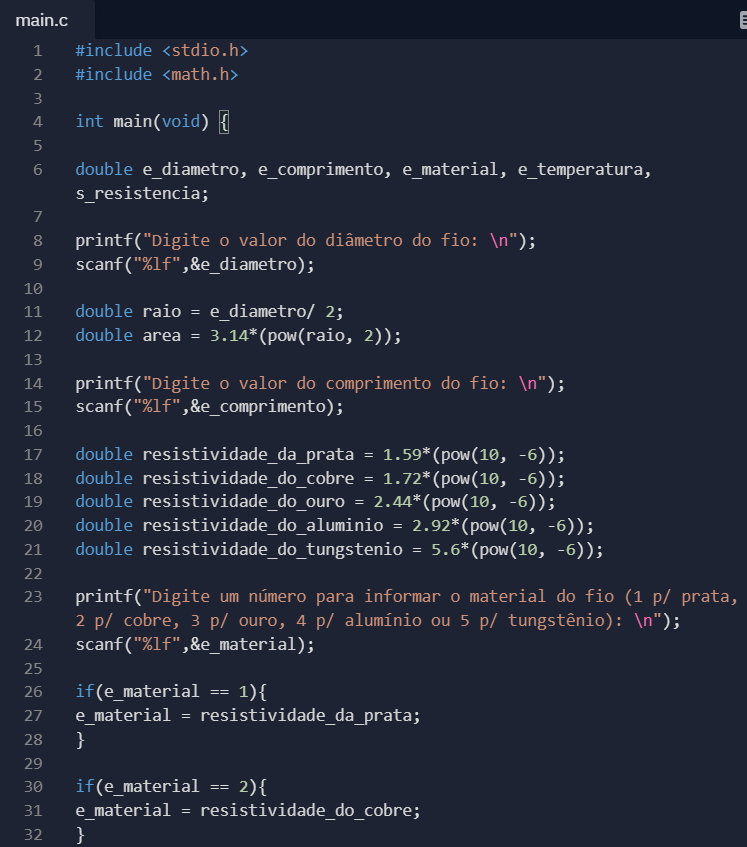 main.c
1 #include <stdio.h>
2 #include <math.h>
3
4 int main(void) {
5
6 double e_diametro, e_comprimento, e_material, e_temperatura,
s_resistencia;
7
8 printf("Digite o valor do diâmetro do fio: \n");
9 scanf("%lf",&e_diametro);
10
11 double raio = e_diametro/ 2;
12 double area = 3.14*(pow(raio, 2));
13
14 printf("Digite o valor do comprimento do fio: \n");
15 scanf("%lf",&e_comprimento);
16
17 double resistividade_da_prata = 1.59*(pow(10, -6));
18 double resistividade_do_cobre = 1.72*(pow(10, -6));
19 double resistividade_do_ouro = 2.44*(pow(10, -6));
20 double resistividade_do_aluminio = 2.92*(pow(10, -6));
21 double resistividade_do_tungstenio = 5.6*(pow(10, -6));
22
23 printf("Digite um número para informar o material do fio (1 p/ prata,
2 p/ cobre, 3 p/ ouro, 4 p/ alumínio ou 5 p/ tungstênio): \n");
24 scanf("%lf",&e_material);
25
26 if(e_material == 1){
27 e_material = resistividade_da_prata;
28 }
29
30 if(e_material == 2){
31 e_material = resistividade_do_cobre;
32 }